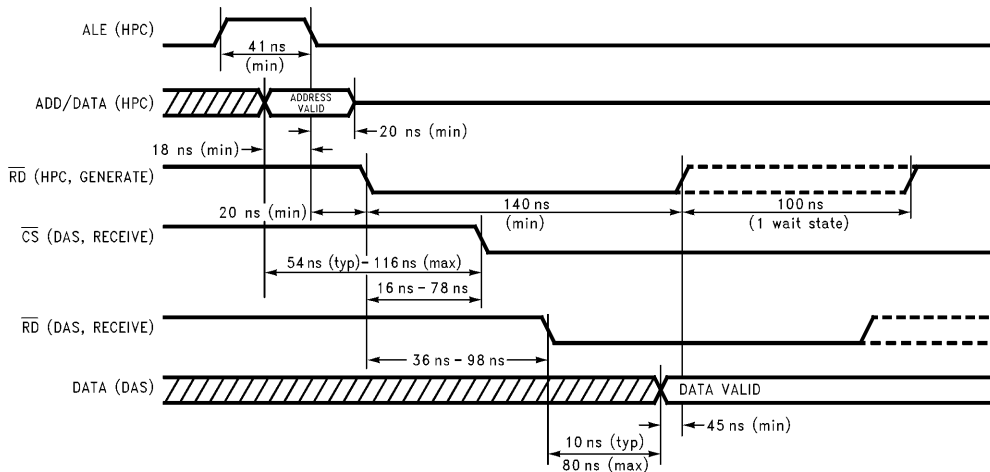 ALE (HPC)
41 ns
(min)
ADD/DATA (HPC)
ADDRESS
VALID
20 ns (min)
18 ns (min)
RD (HPC, GENERATE)
20 ns (min)
140 ns
(min)
100 ns
(1 wait state)
CS (DAS, RECEIVE)
54 ns (typ)-116 ns (max)
16 ns-78 ns
RD (DAS, RECEIVE)
36 ns-98 ns
DATA (DAS)
DATA VALID
45 ns (min)
10 ns (typ)
80 ns (max)